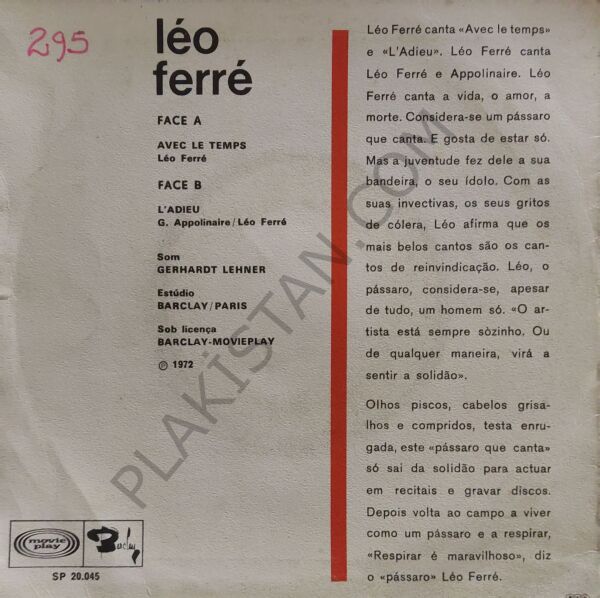 295
léo
ferré
FACE A
AVEC LE TEMPS
Léo Ferré
FACE B
L'ADIEU
G. Appolinaire/Léo Ferré
Som
GERHARDT LEHNER
Estúdio
BARCLAY/PARIS
Sob licença
BARCLAY-MOVIEPLAY
℗ 1972
movie
play
Barclay
SP 20.045
Léo Ferré canta «Avec le temps»
e «L'Adieu». Léo Ferré canta
Léo Ferré e Appolinaire. Léo
Ferré canta a vida, o amor, a
morte. Considera-se um pássaro
que canta. E gosta de estar só.
Mas a juventude fez dele a sua
bandeira, o seu ídolo. Com as
suas invectivas, os seus gritos
de cólera, Léo afirma que os
mais belos cantos são os can-
tos de reinvindicação. Léo, o
pássaro, considera-se, apesar
de tudo, um homem só. «O ar-
tista está sempre sòzinho. Ou
de qualquer maneira, virá a
sentir a solidão».
Olhos piscos, cabelos grisa-
lhos e compridos, testa enru-
gada, este «pássaro que canta»
só sai da solidão para actuar
em recitais e gravar discos.
Depois volta ao campo a viver
como um pássaro e a respirar,
«Respirar é maravilhoso», diz
o «pássaro» Léo Ferré.
PLAKİSTAN.COM